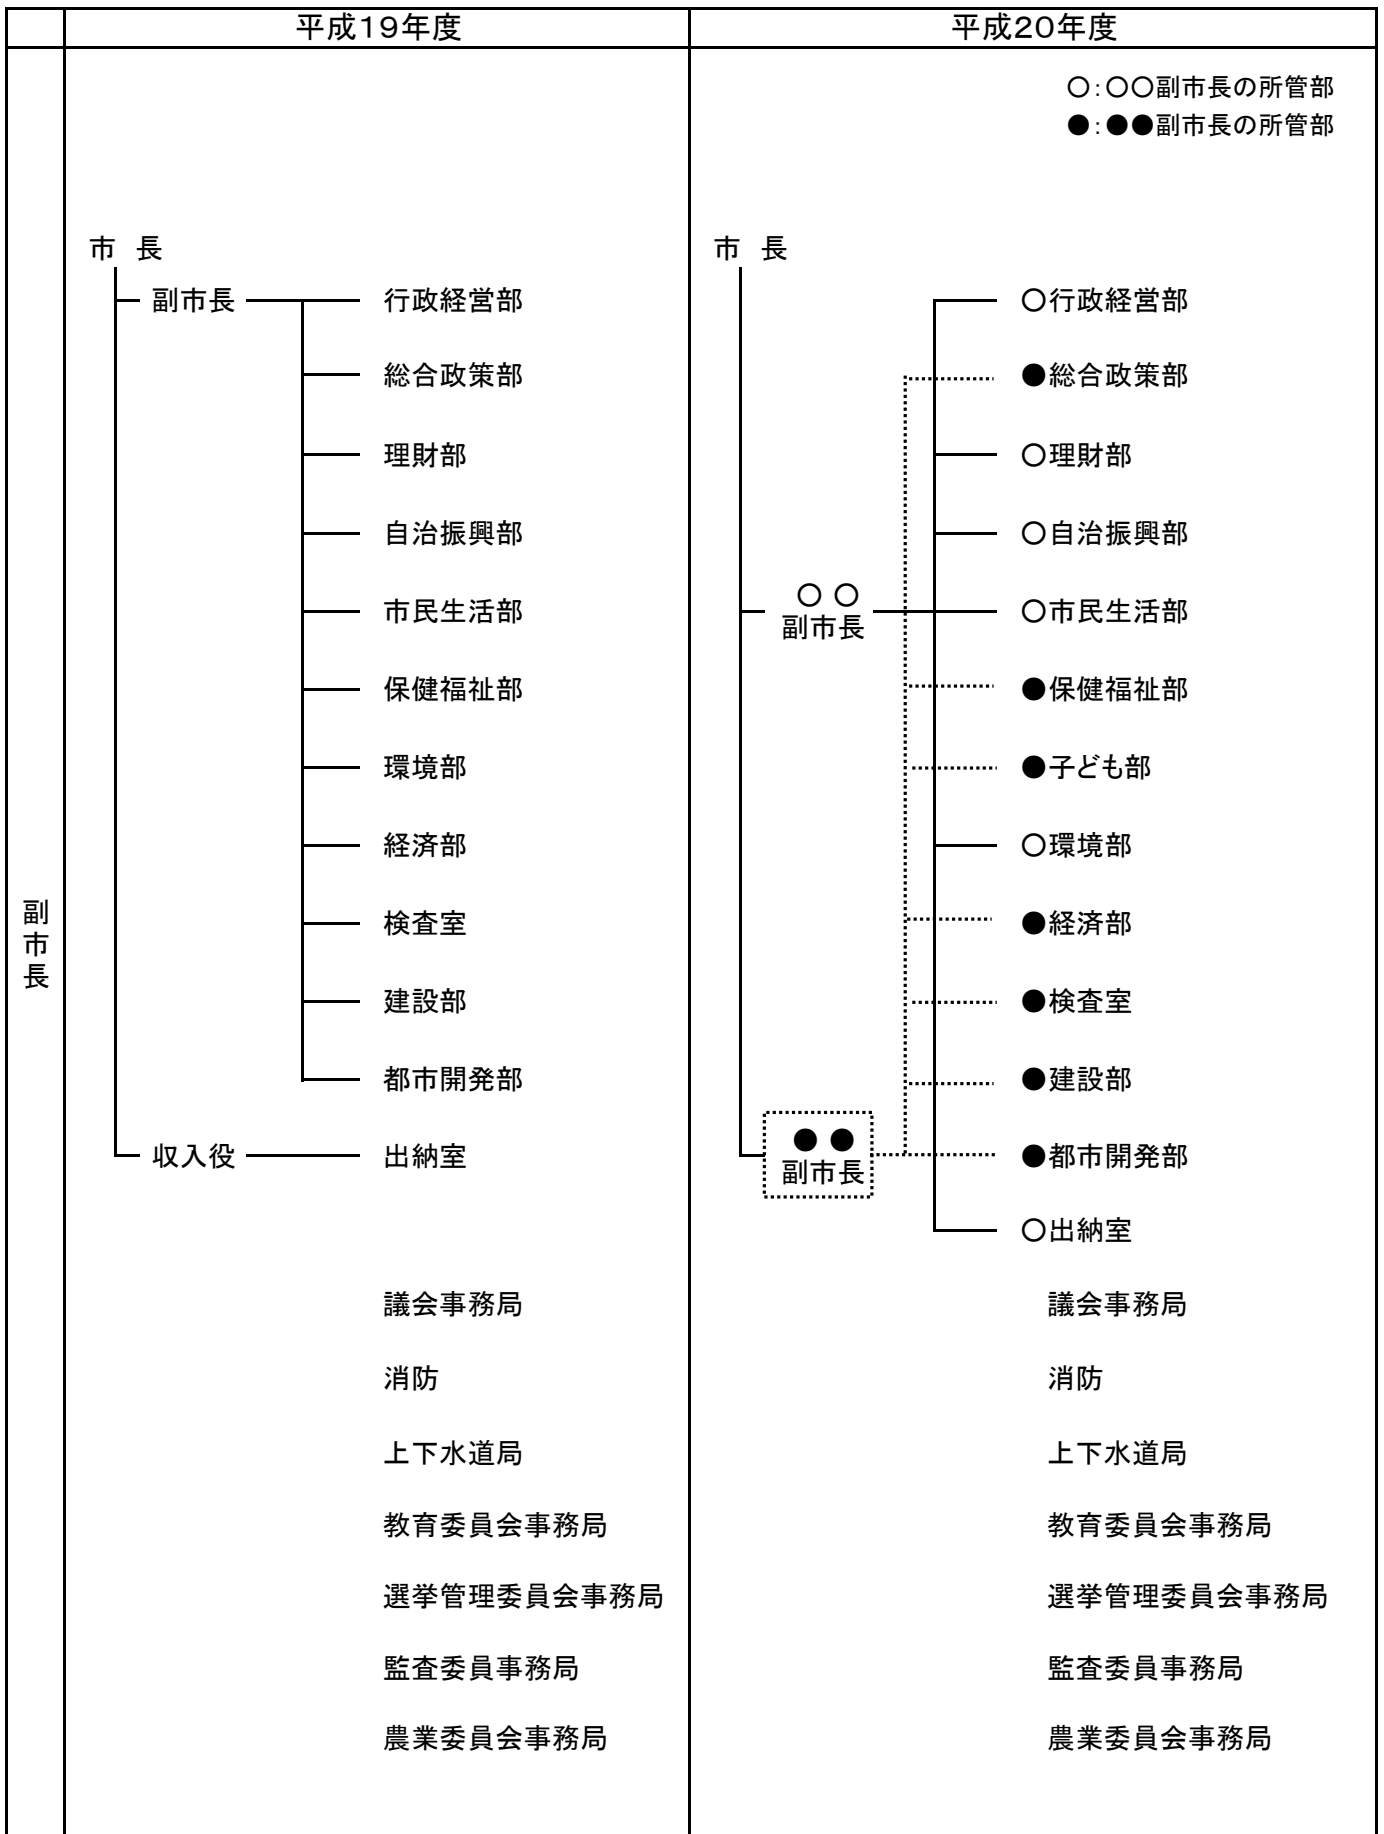 平成19年度
平成20年度
副市長
市　長
副市長
行政経営部
総合政策部
理財部
自治振興部
市民生活部
保健福祉部
環境部
経済部
検査室
建設部
都市開発部
収入役
出納室
議会事務局
消防
上下水道局
教育委員会事務局
選挙管理委員会事務局
監査委員事務局
農業委員会事務局
○:○○副市長の所管部
●:●●副市長の所管部
市　長
○行政経営部
●総合政策部
○理財部
○自治振興部
○ ○
副市長
○市民生活部
●保健福祉部
●子ども部
○環境部
●経済部
●検査室
●建設部
● ●
副市長
●都市開発部
○出納室
議会事務局
消防
上下水道局
教育委員会事務局
選挙管理委員会事務局
監査委員事務局
農業委員会事務局